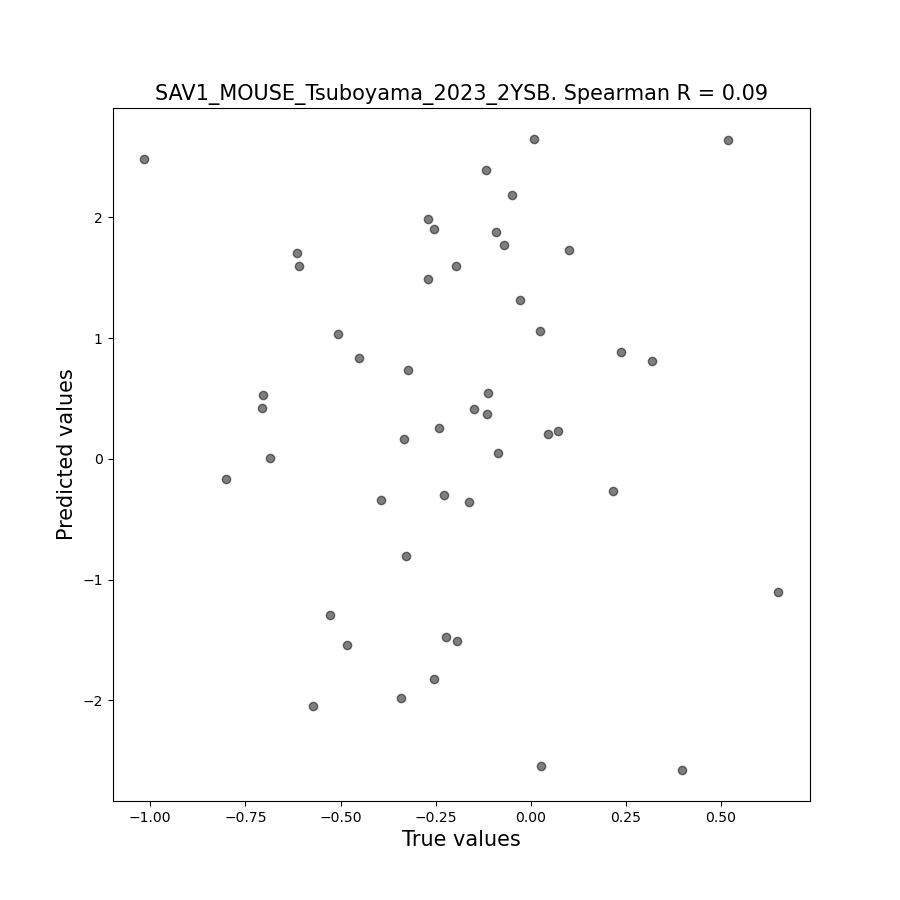 SAV1_MOUSE_Tsuboyama_2023_2YSB. Spearman R = 0.09
Predicted values
2
1
0
−1
−2
−1.00 −0.75 −0.50 −0.25 0.00 0.25 0.50
True values